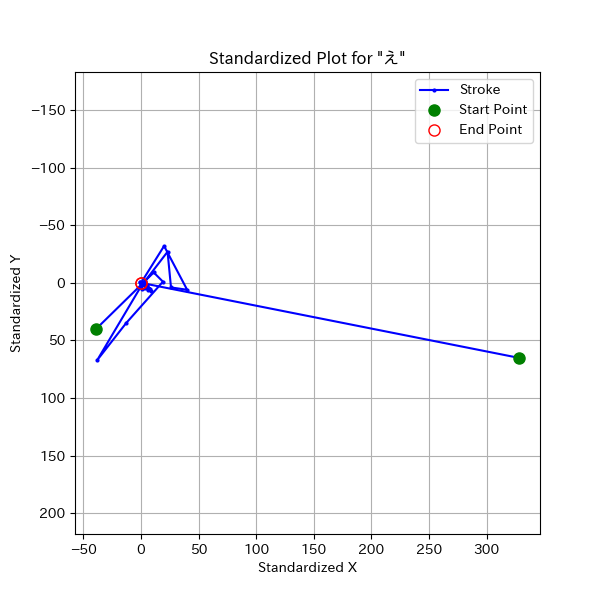 Standardized Plot for "え"
Stroke
Start Point
End Point
Standardized Y
−150
−100
−50
0
50
100
150
200
−50 0 50 100 150 200 250 300
Standardized X